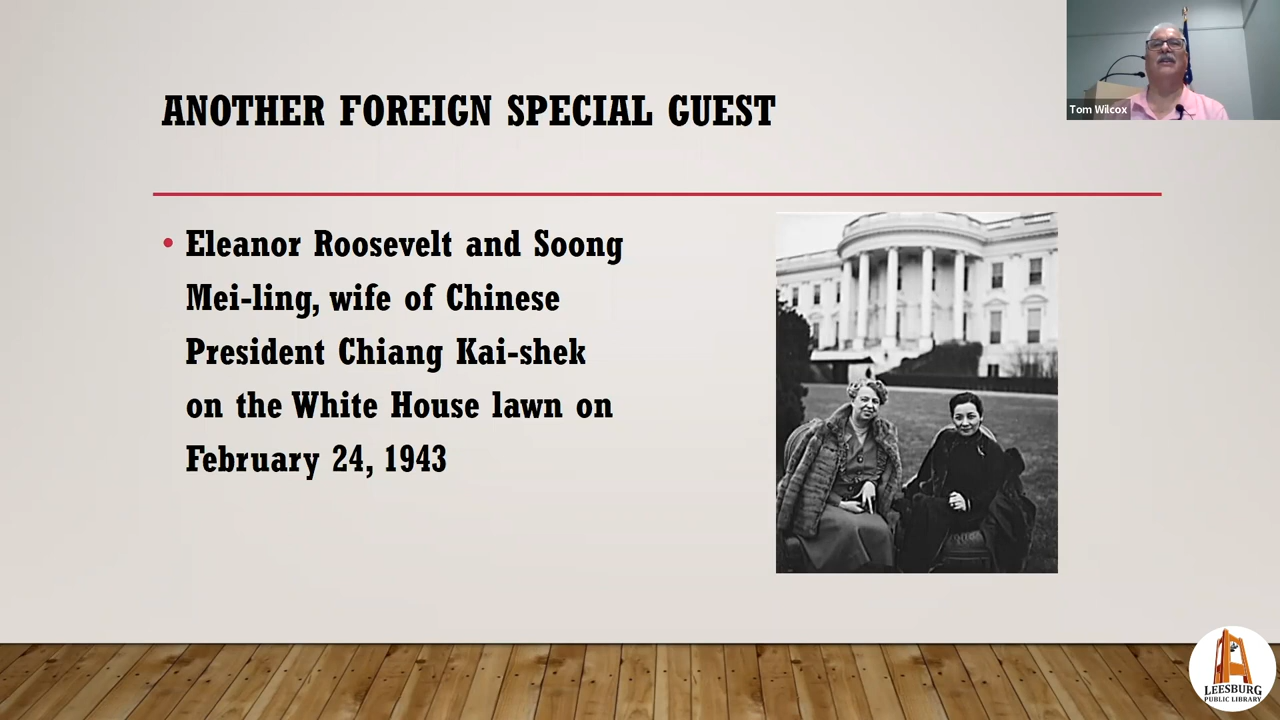 Tom Wilcox
ANOTHER FOREIGN SPECIAL GUEST
• Eleanor Roosevelt and Soong
Mei-ling, wife of Chinese
President Chiang Kai-shek
on the White House lawn on
February 24, 1943
LEESBURG
PUBLIC LIBRARY